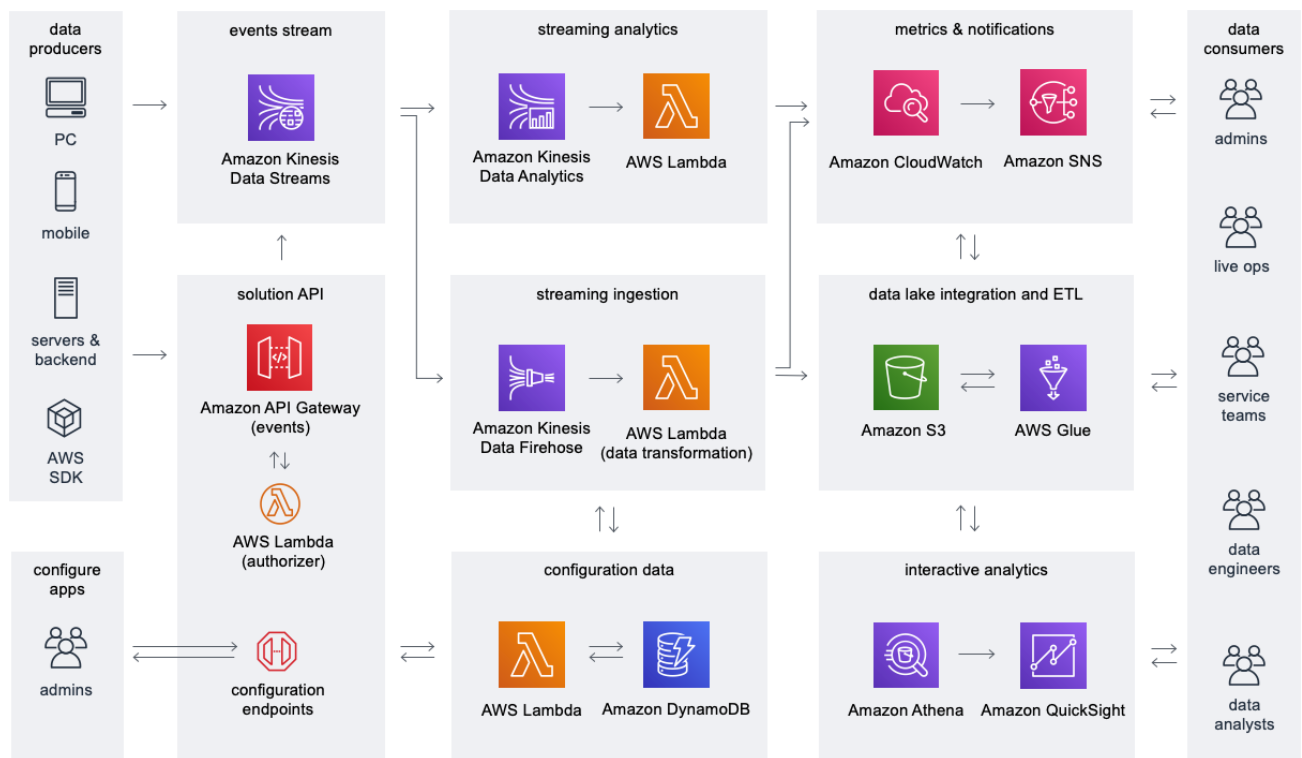 data
producers
PC
mobile
servers &
backend
AWS
SDK
configure
apps
admins
events stream
Amazon Kinesis
Data Streams
solution API
Amazon API Gateway
(events)
AWS Lambda
(authorizer)
configuration
endpoints
streaming analytics
Amazon Kinesis
Data Analytics
AWS Lambda
streaming ingestion
Amazon Kinesis
Data Firehose
AWS Lambda
(data transformation)
configuration data
AWS Lambda
Amazon DynamoDB
metrics & notifications
Amazon CloudWatch
Amazon SNS
data lake integration and ETL
Amazon S3
AWS Glue
interactive analytics
Amazon Athena
Amazon QuickSight
data
consumers
admins
live ops
service
teams
data
engineers
data
analysts